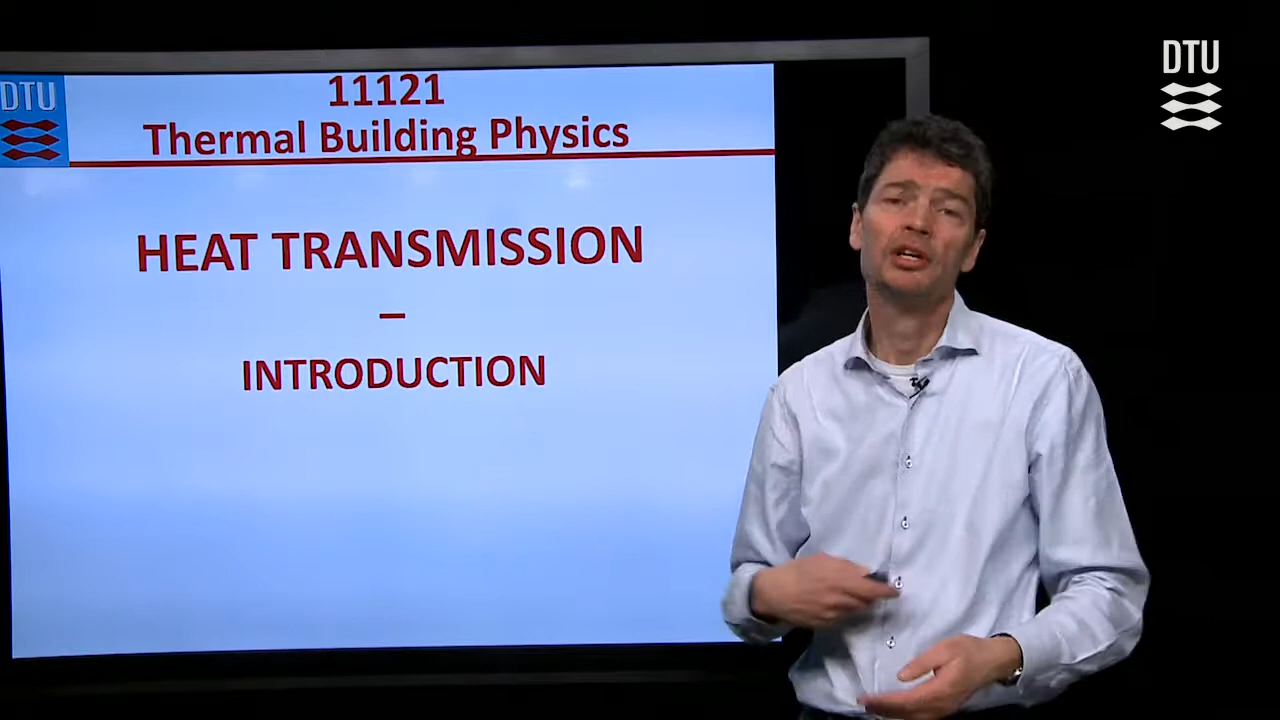 DTU
11121
Thermal Building Physics
HEAT TRANSMISSION
–
INTRODUCTION
DTU